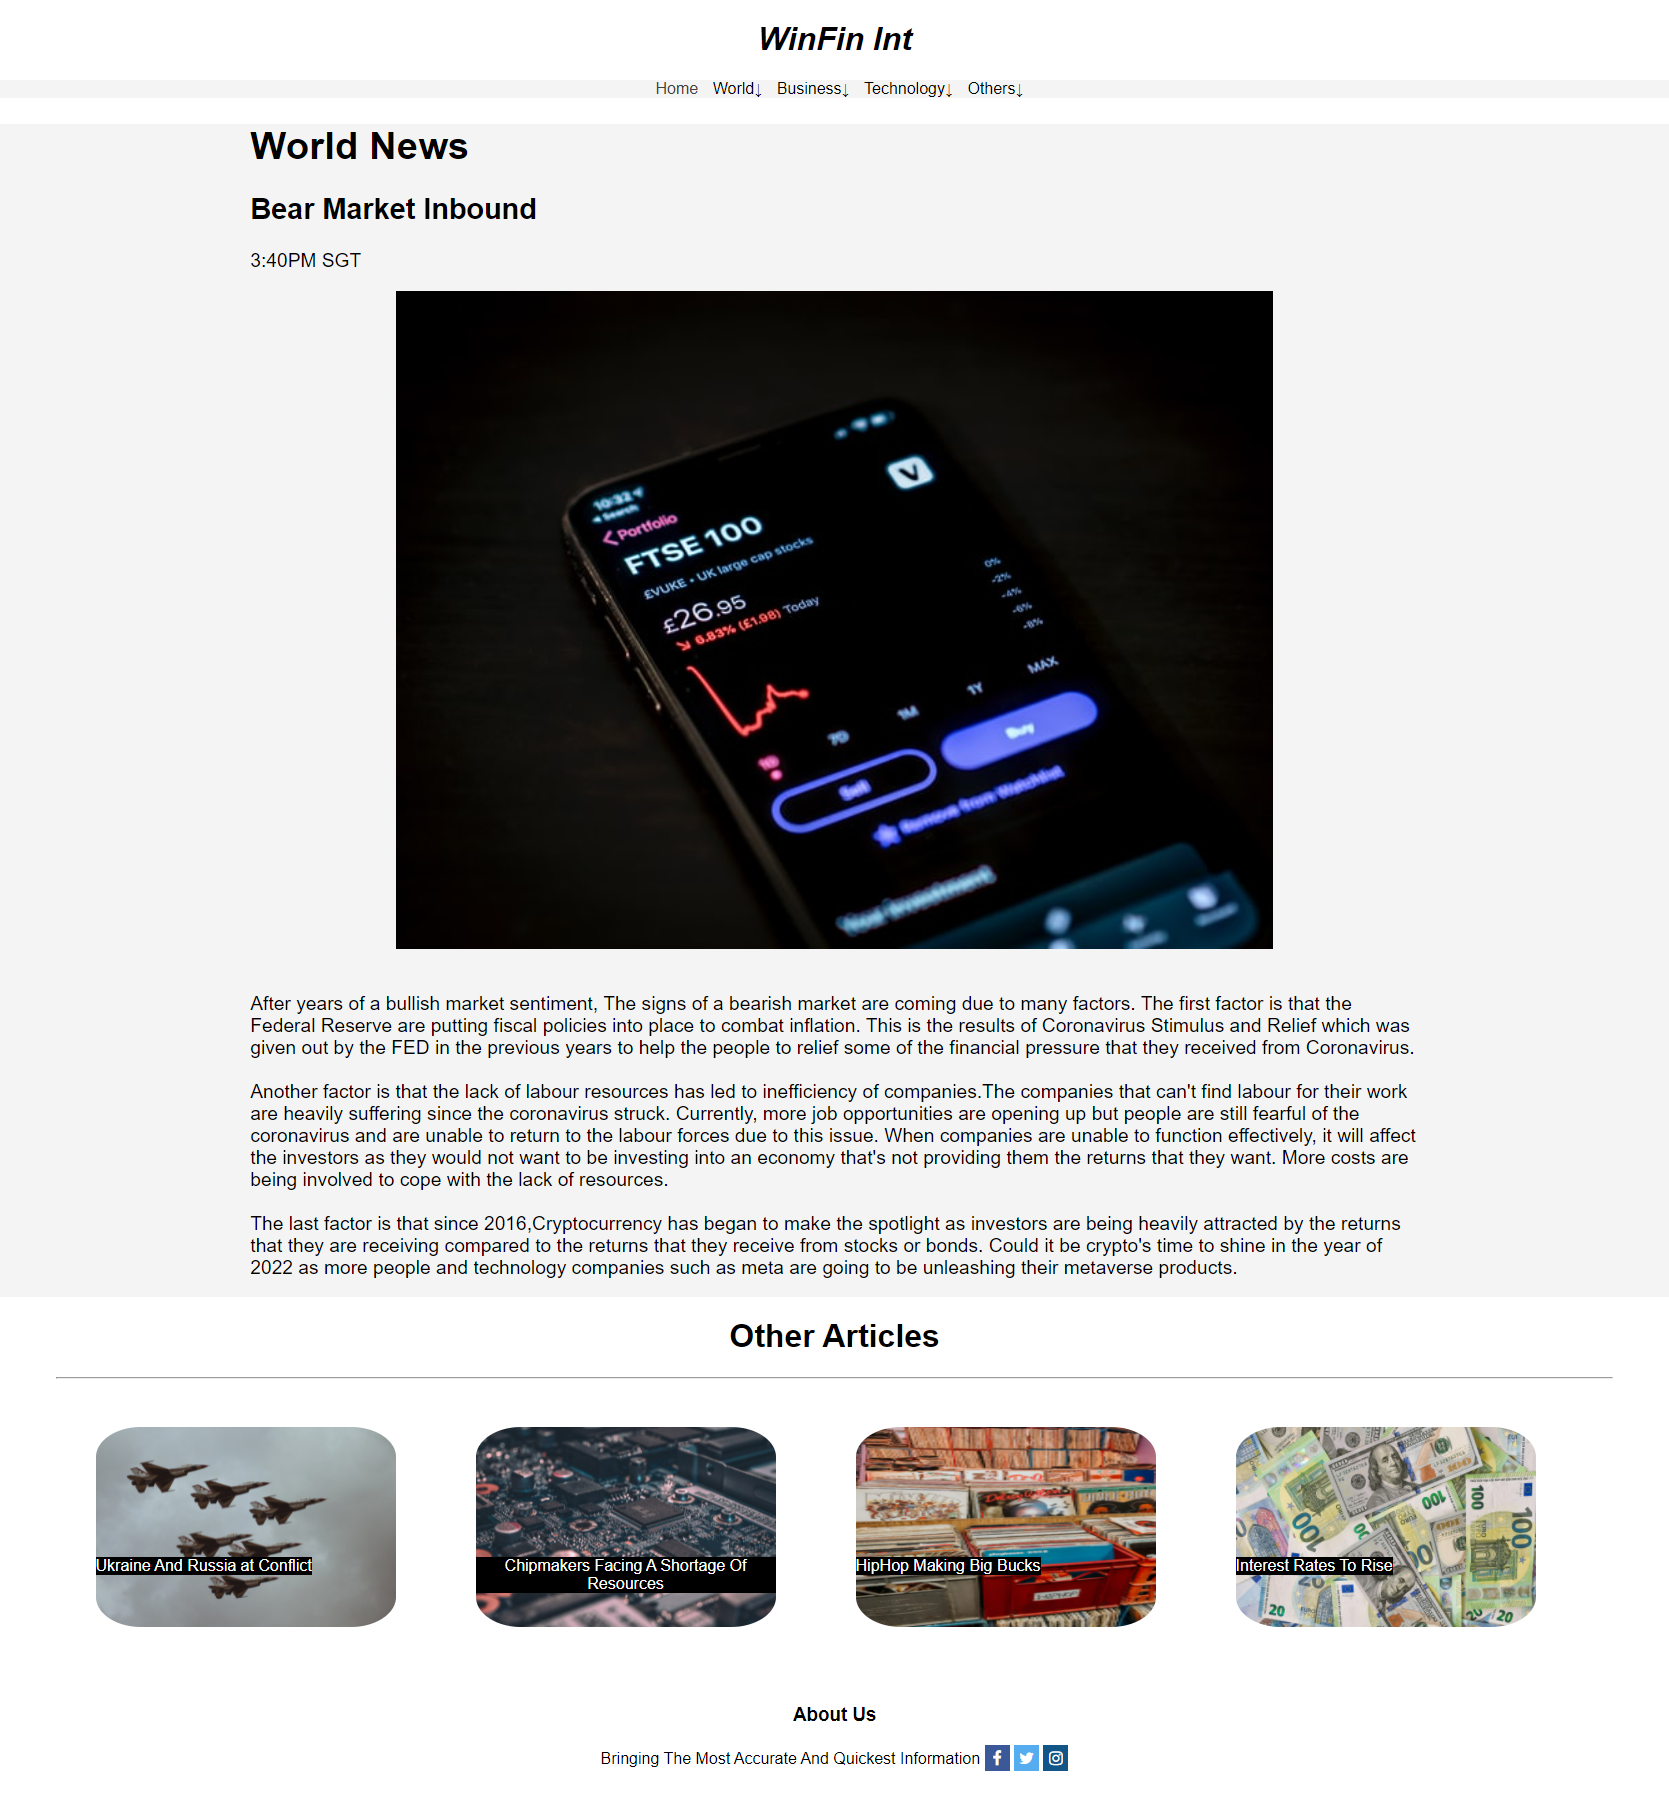 WinFin Int
Home World↓ Business↓ Technology↓ Others↓
World News
Bear Market Inbound
3:40PM SGT
V
10:32
Search
Portfolio
FTSE 100
£VUKE • UK large cap stocks
£26.95
6.83% (£1.98) Today
0%
-2%
-4%
-6%
-8%
1D 7D 1M 1Y MAX
Sell Buy
Remove from Watchlist
Your investment
After years of a bullish market sentiment, The signs of a bearish market are coming due to many factors. The first factor is that the
Federal Reserve are putting fiscal policies into place to combat inflation. This is the results of Coronavirus Stimulus and Relief which was
given out by the FED in the previous years to help the people to relief some of the financial pressure that they received from Coronavirus.
Another factor is that the lack of labour resources has led to inefficiency of companies.The companies that can't find labour for their work
are heavily suffering since the coronavirus struck. Currently, more job opportunities are opening up but people are still fearful of the
coronavirus and are unable to return to the labour forces due to this issue. When companies are unable to function effectively, it will affect
the investors as they would not want to be investing into an economy that's not providing them the returns that they want. More costs are
being involved to cope with the lack of resources.
The last factor is that since 2016,Cryptocurrency has began to make the spotlight as investors are being heavily attracted by the returns
that they are receiving compared to the returns that they receive from stocks or bonds. Could it be crypto's time to shine in the year of
2022 as more people and technology companies such as meta are going to be unleashing their metaverse products.
Other Articles
Ukraine And Russia at Conflict
Chipmakers Facing A Shortage Of
Resources
HipHop Making Big Bucks
Interest Rates To Rise
100
100
100
100
20
20
20
About Us
Bringing The Most Accurate And Quickest Information